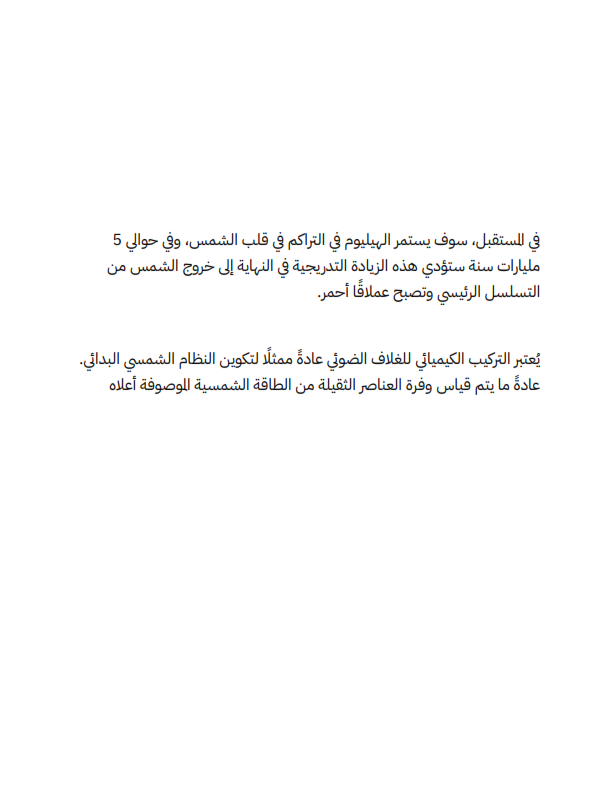 في المستقبل، سوف يستمر الهيليوم في التراكم في قلب الشمس، وفي حوالي 5
مليارات سنة ستؤدي هذه الزيادة التدريجية في النهاية إلى خروج الشمس من
التسلسل الرئيسي وتصبح عملاقًا أحمر.
يُعتبر التركيب الكيميائي للغلاف الضوئي عادةً ممثلًا لتكوين النظام الشمسي البدائي.
عادةً ما يتم قياس وفرة العناصر الثقيلة من الطاقة الشمسية الموصوفة أعلاه